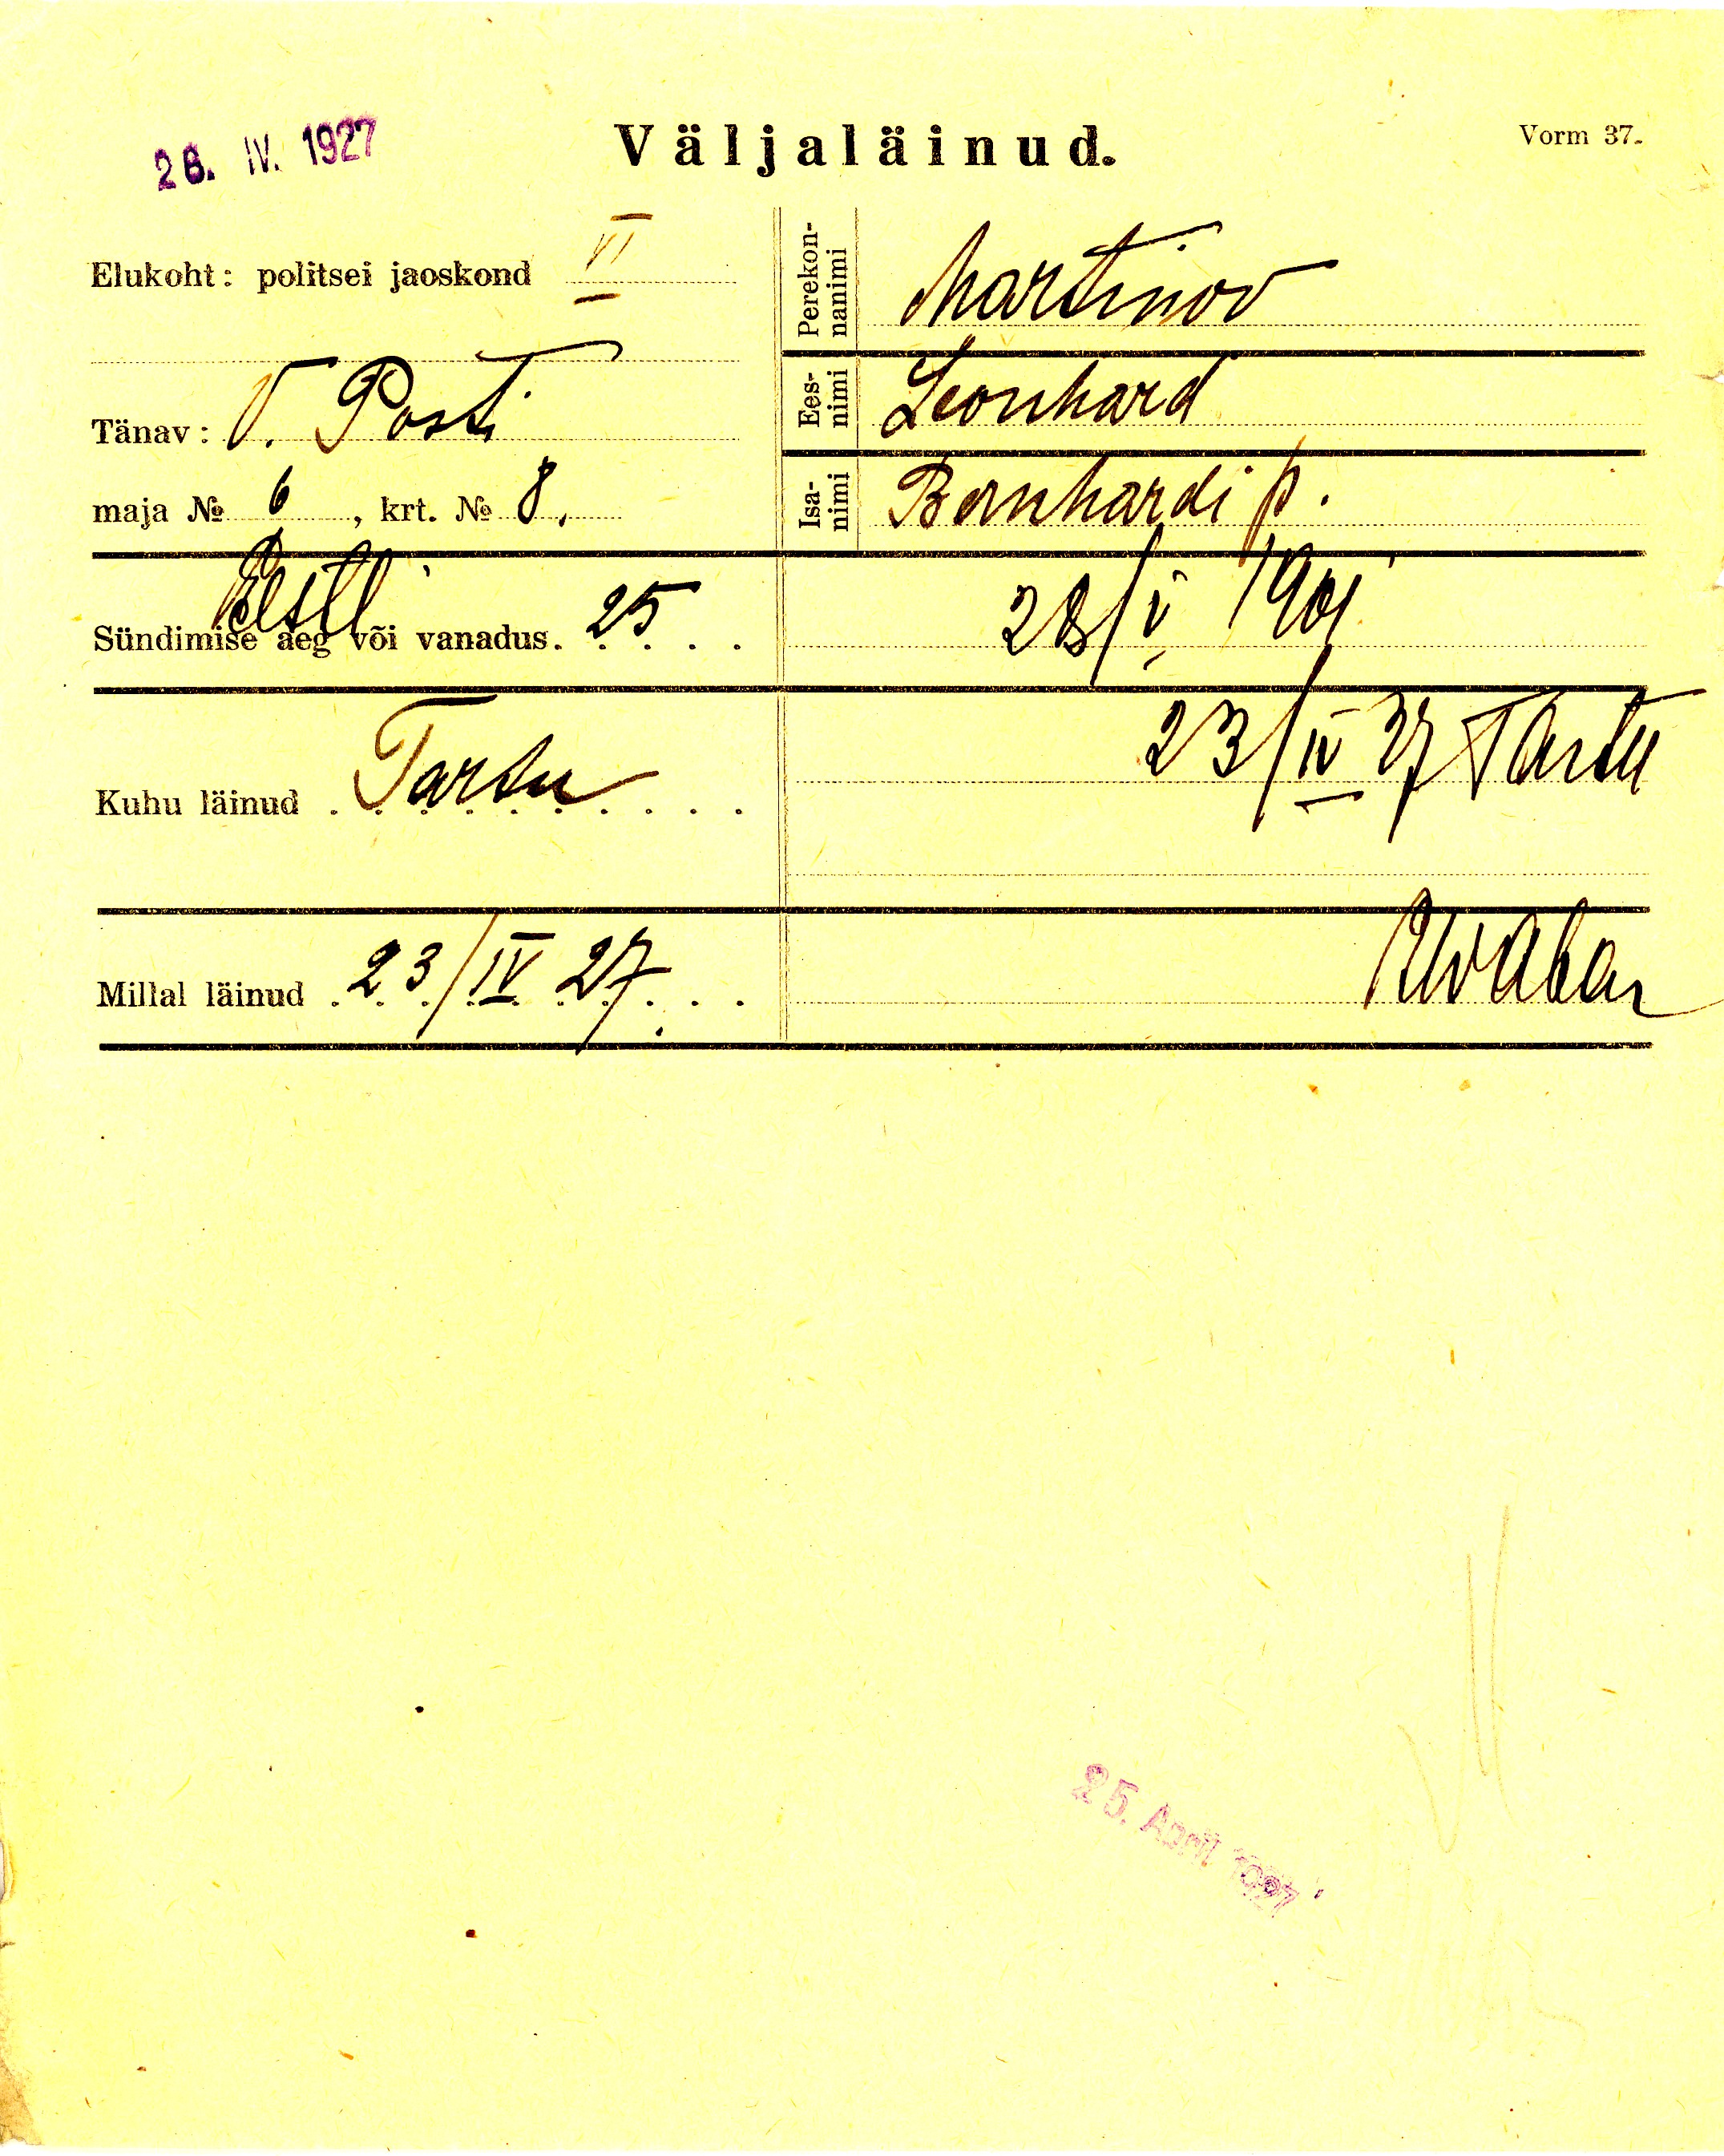 26. IV. 1927
Väljaläinud.
Vorm 37.
Elukoht: politsei jaoskond VI
Tänav: V. Posti
maja № 6, krt. № 8.
Perekonnanimi Martinov
Eesnimi Leonhard
Isanimi Bernhardi p.
Eesti
Sündimise aeg või vanadus. 25
28/V 1901
Kuhu läinud Tartu
23/IV 27 Tartu
Millal läinud 23/IV 27.
25. April 1927